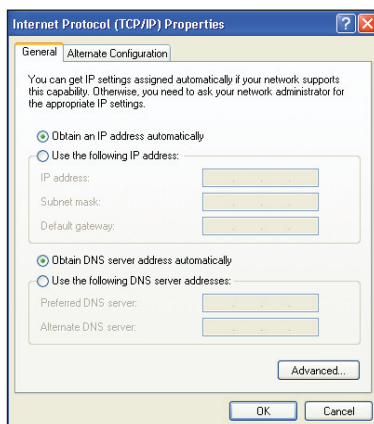 Internet Protocol (TCP/IP) Properties
General
Alternate Configuration
You can get IP settings assigned automatically if your network supports
this capability. Otherwise, you need to ask your network administrator for
the appropriate IP settings.
Obtain an IP address automatically
Use the following IP address:
IP address:
Subnet mask:
Default gateway:
Obtain DNS server address automatically
Use the following DNS server addresses:
Preferred DNS server:
Alternate DNS server:
Advanced...
OK
Cancel